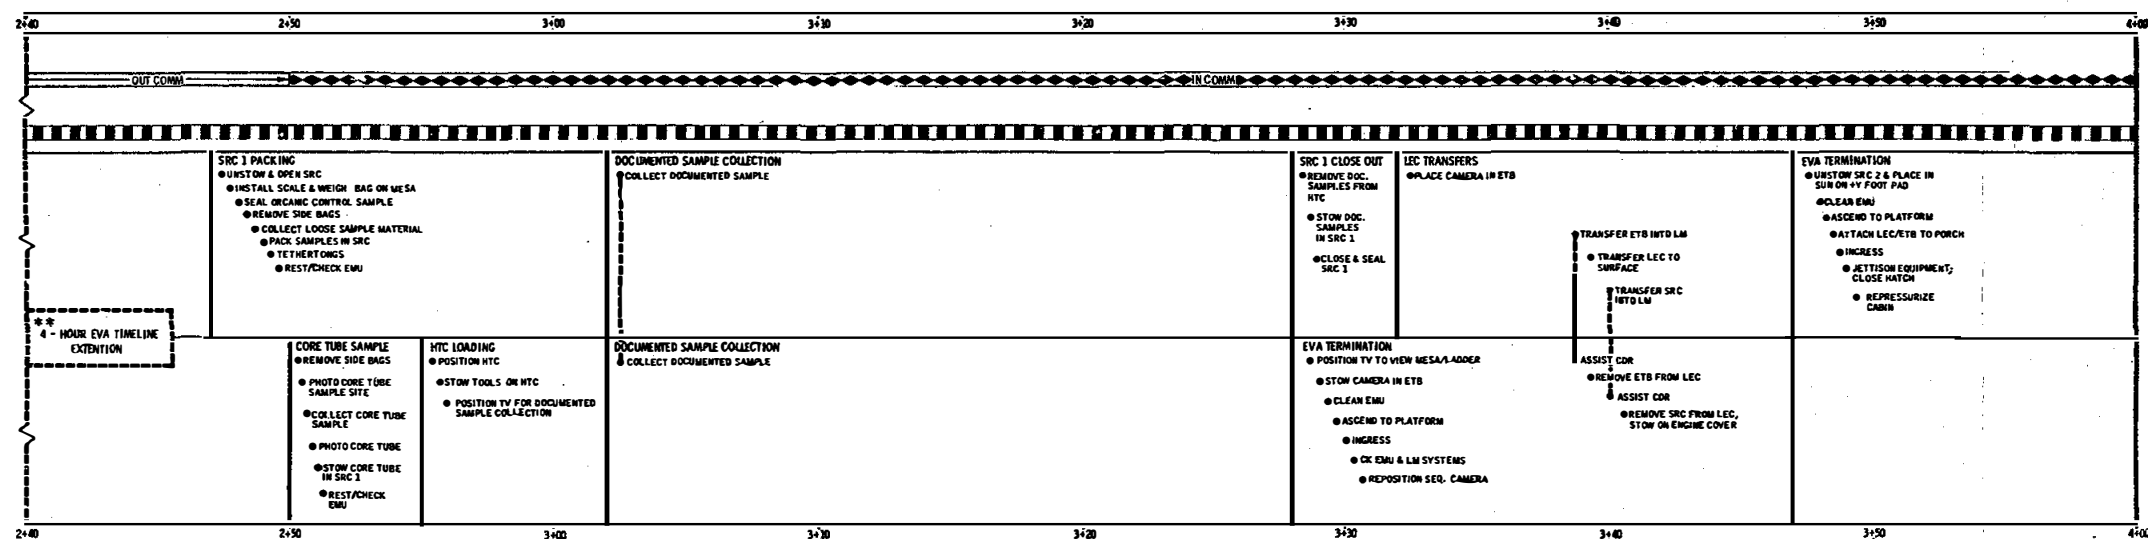 2+40 2+50 3+00 3+10 3+20 3+30 3+40 3+50 4+00
OUT COMM
IN COMM
SRC 1 PACKING
UNSTOW & OPEN SRC
INSTALL SCALE & WEIGH BAG ON MESA
SEAL ORGANIC CONTROL SAMPLE
REMOVE SIDE BAGS
COLLECT LOOSE SAMPLE MATERIAL
PACK SAMPLES IN SRC
TETHER TONGS
REST/CHECK EMU
DOCUMENTED SAMPLE COLLECTION
COLLECT DOCUMENTED SAMPLE
SRC 1 CLOSE OUT
REMOVE DOC.
SAMPLES FROM
HTC
STOW DOC.
SAMPLES
IN SRC 1
CLOSE & SEAL
SRC 1
LEC TRANSFERS
PLACE CAMERA IN ETB
TRANSFER ETB INTO LM
TRANSFER LEC TO
SURFACE
TRANSFER SRC
INTO LM
EVA TERMINATION
UNSTOW SRC 2 & PLACE IN
SUN ON +Y FOOT PAD
CLEAN EMU
ASCEND TO PLATFORM
ATTACH LEC/ETB TO PORCH
INGRESS
JETTISON EQUIPMENT;
CLOSE HATCH
REPRESSURIZE
CABIN
**
4 - HOUR EVA TIMELINE
EXTENTION
CORE TUBE SAMPLE
REMOVE SIDE BAGS
PHOTO CORE TUBE
SAMPLE SITE
COLLECT CORE TUBE
SAMPLE
PHOTO CORE TUBE
STOW CORE TUBE
IN SRC 1
REST/CHECK
EMU
HTC LOADING
POSITION HTC
STOW TOOLS ON HTC
POSITION TV FOR DOCUMENTED
SAMPLE COLLECTION
DOCUMENTED SAMPLE COLLECTION
COLLECT DOCUMENTED SAMPLE
EVA TERMINATION
POSITION TV TO VIEW MESA/LADDER
STOW CAMERA IN ETB
CLEAN EMU
ASCEND TO PLATFORM
INGRESS
CK EMU & LM SYSTEMS
REPOSITION SEQ. CAMERA
ASSIST CDR
REMOVE ETB FROM LEC
ASSIST CDR
REMOVE SRC FROM LEC,
STOW ON ENGINE COVER
2+40 2+50 3+00 3+10 3+20 3+30 3+40 3+50 4+00